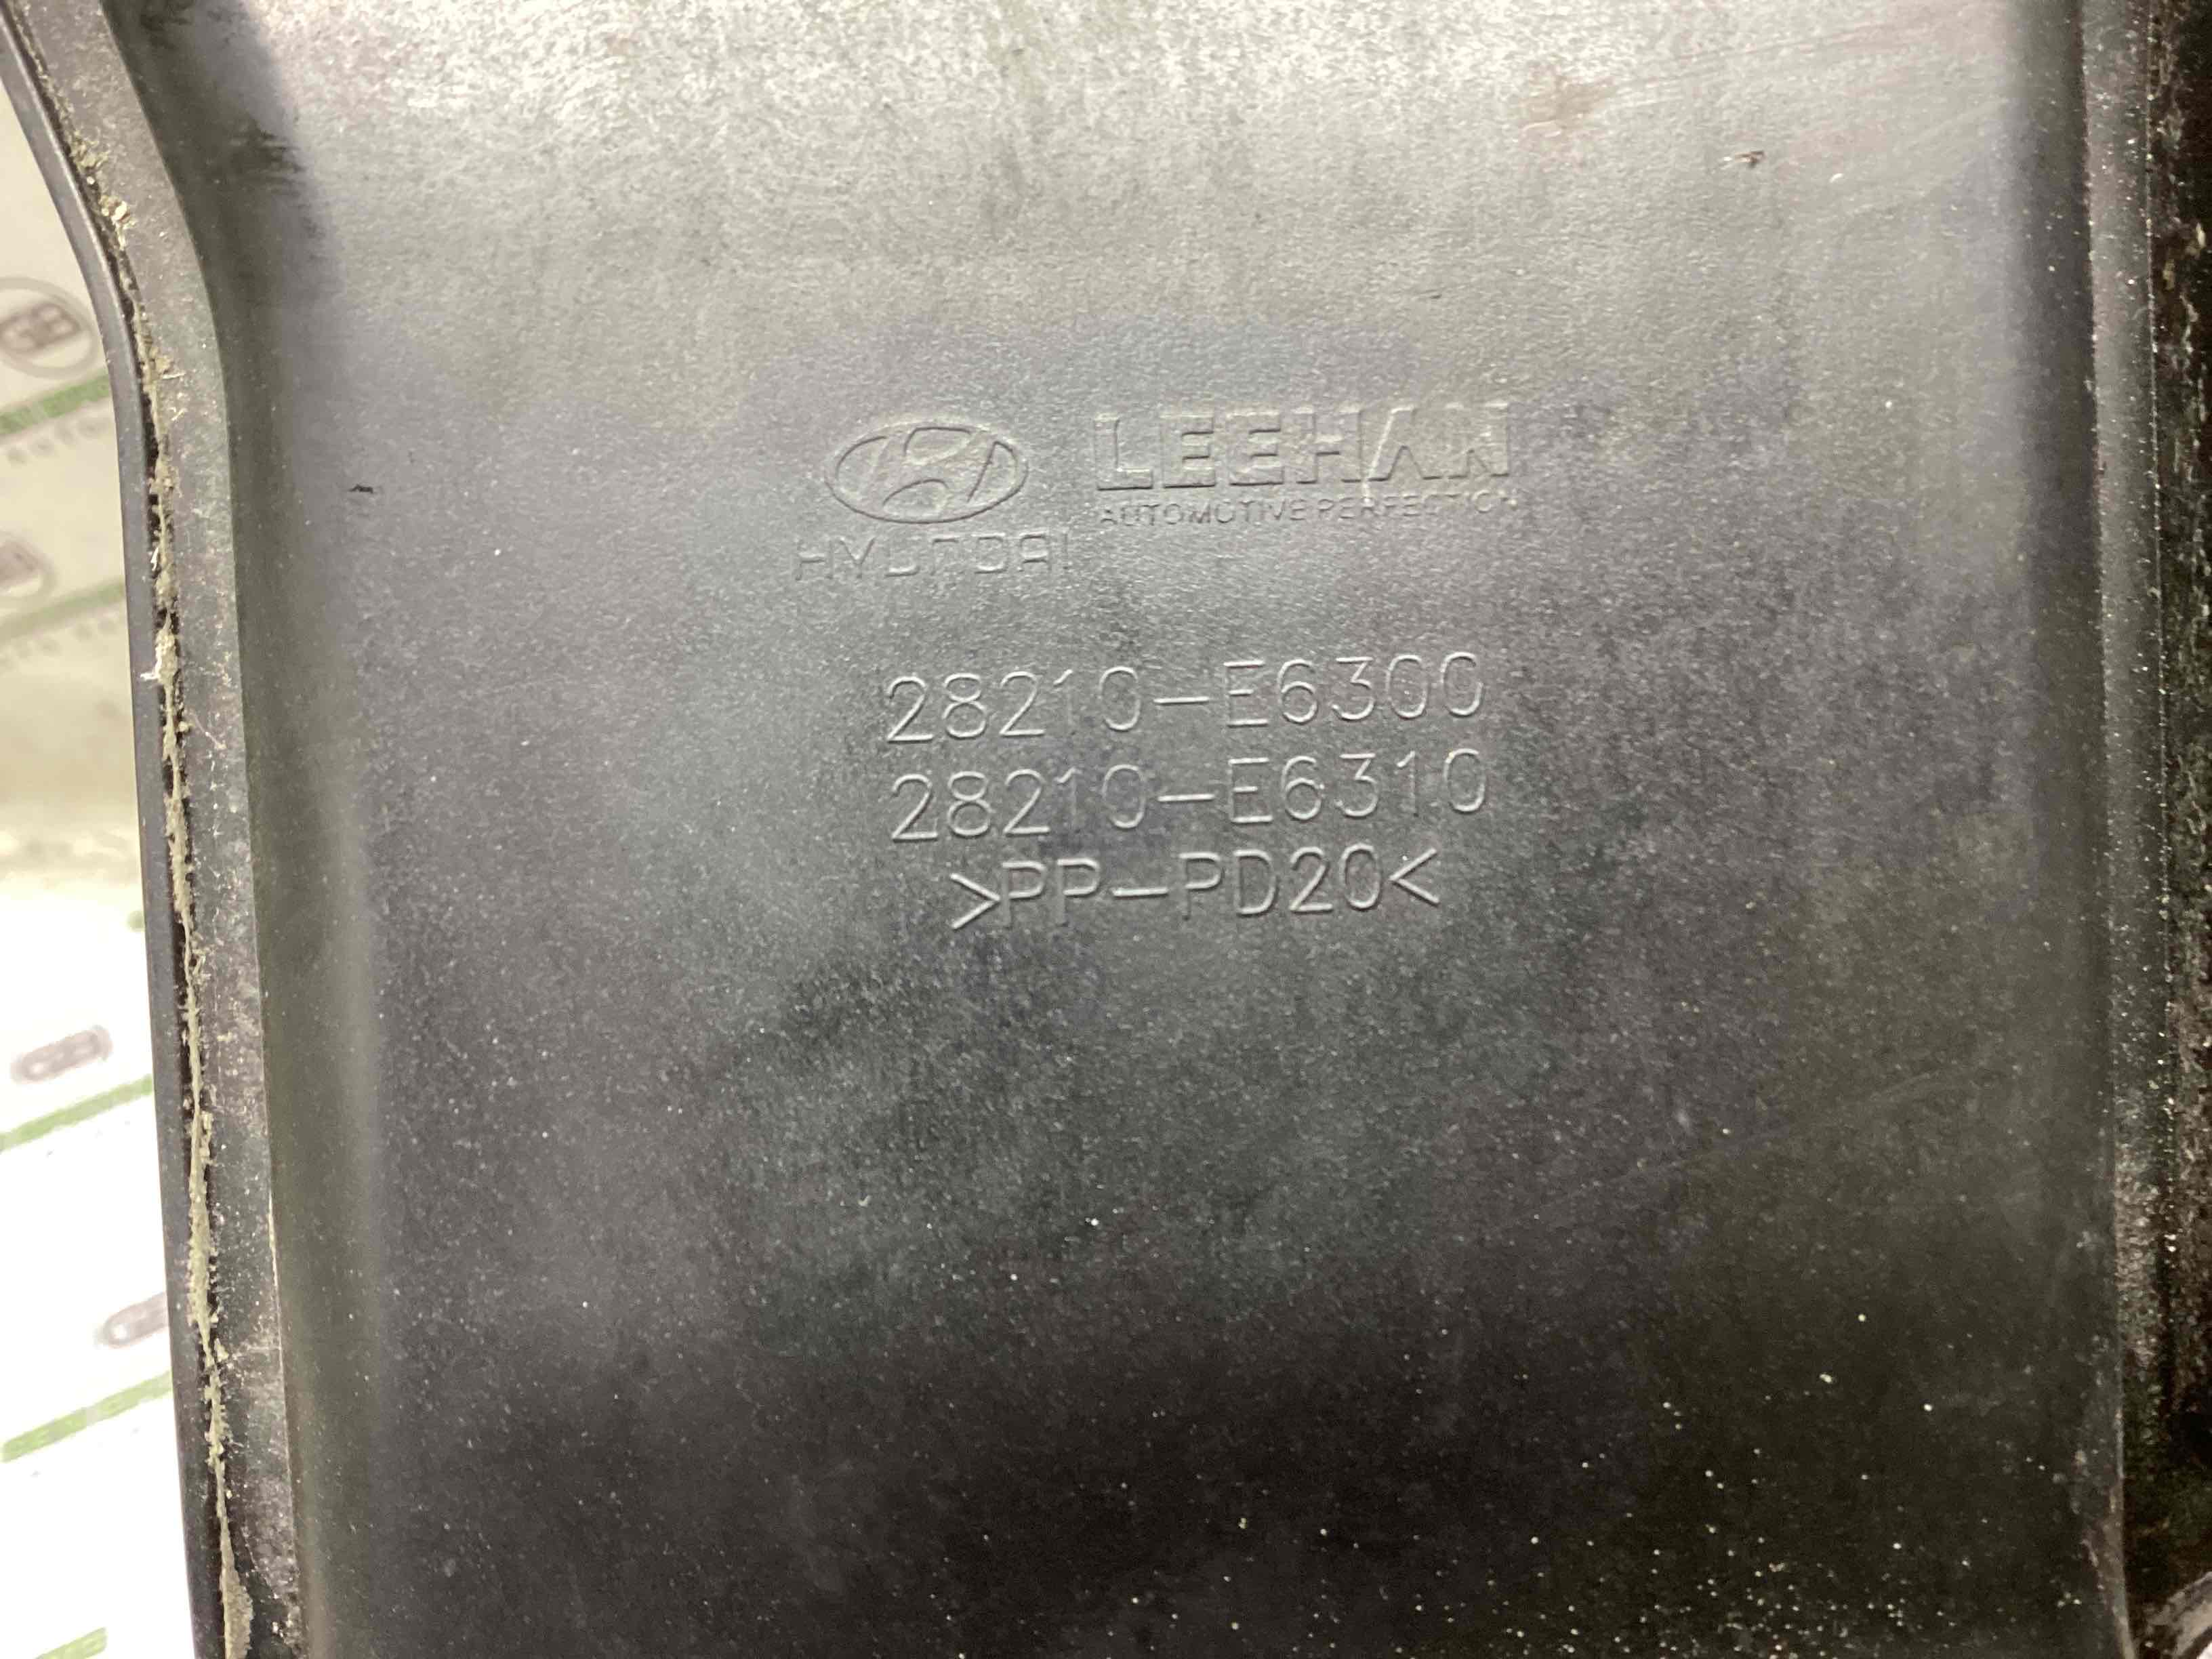 LEEHAN
AUTOMOTIVE PERFECTION
HYUNDAI
28210-E6300
28210-E6310
>PP-PD20<